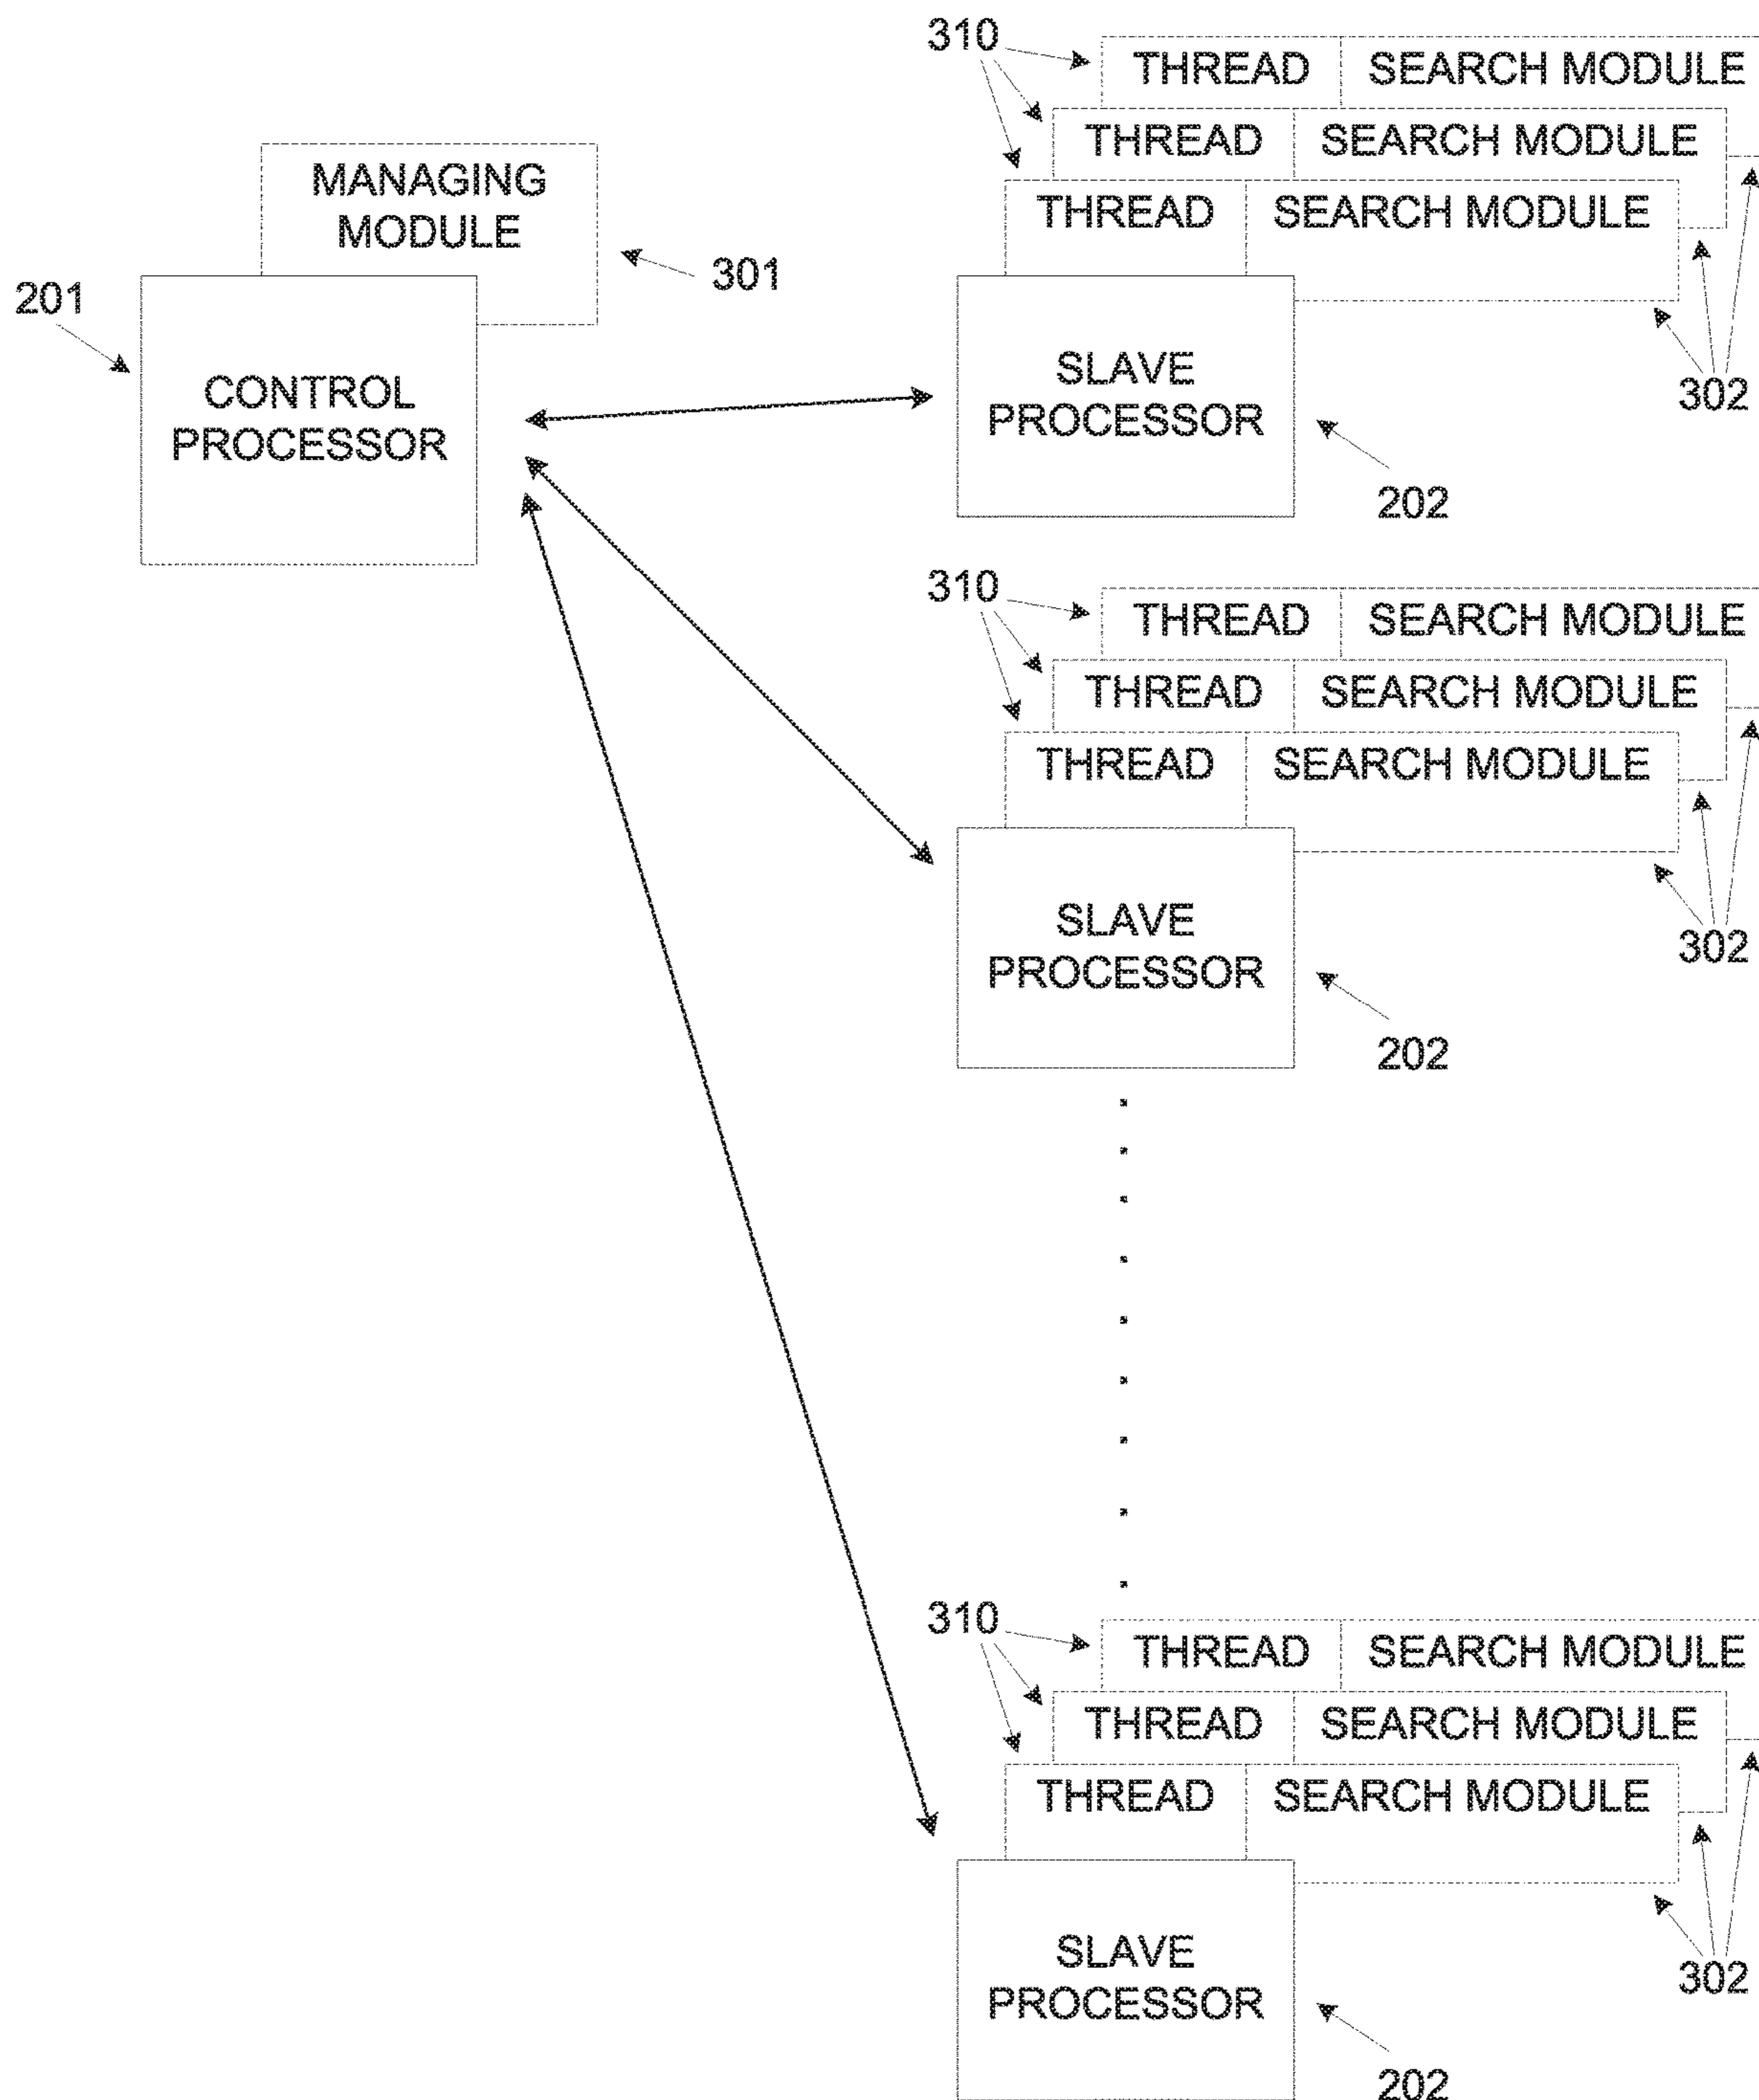 310
THREAD SEARCH MODULE
THREAD SEARCH MODULE
THREAD SEARCH MODULE
MANAGING
MODULE
301
201
CONTROL
PROCESSOR
SLAVE
PROCESSOR
302
202
310
THREAD SEARCH MODULE
THREAD SEARCH MODULE
THREAD SEARCH MODULE
SLAVE
PROCESSOR
302
202
310
THREAD SEARCH MODULE
THREAD SEARCH MODULE
THREAD SEARCH MODULE
SLAVE
PROCESSOR
302
202